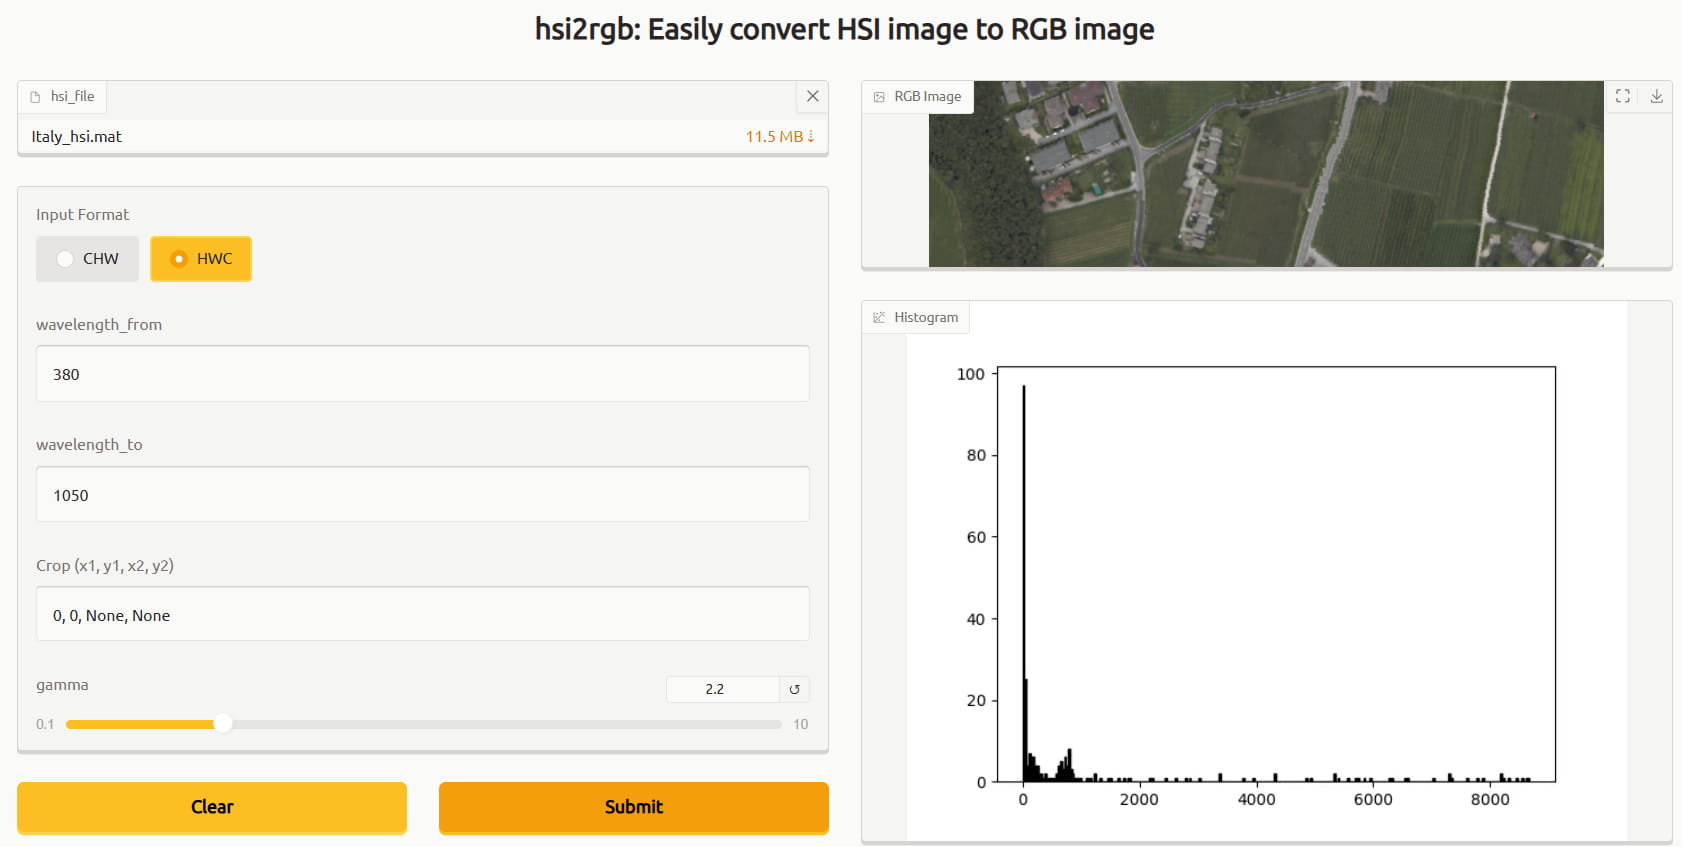 hsi2rgb: Easily convert HSI image to RGB image
hsi_file
Italy_hsi.mat
11.5 MB ⇣
Input Format
CHW
HWC
wavelength_from
380
wavelength_to
1050
Crop (x1, y1, x2, y2)
0, 0, None, None
gamma
2.2
0.1
10
Clear
Submit
RGB Image
Histogram
100
80
60
40
20
0
0 2000 4000 6000 8000